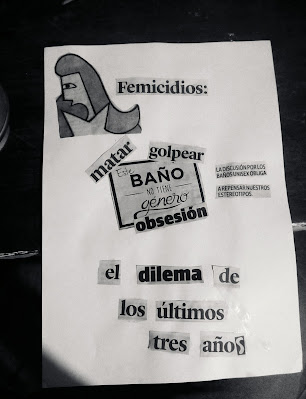 Femicidios:
matar golpear
Este
BAÑO
NO TIENE
género
obsesión
LA DISCUSIÓN POR LOS
BAÑOS UNISEX OBLIGA
A REPENSAR NUESTROS
ESTEREOTIPOS.
el dilema de
los últimos
tres años